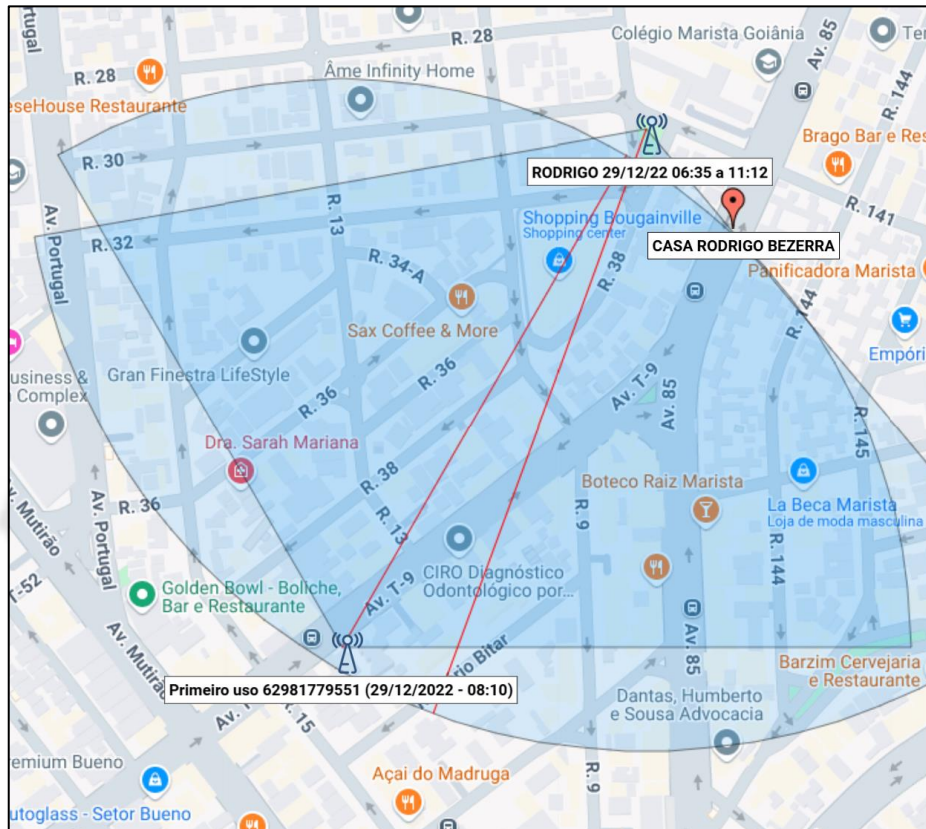 R. 28
Colégio Marista Goiânia
Av. 85
R. 28
Âme Infinity Home
R. 144
eseHouse Restaurante
Brago Bar e Res
R. 30
RODRIGO 29/12/22 06:35 a 11:12
R. 13
R. 141
Av. Portugal
R. 32
Shopping Bougainville
Shopping center
CASA RODRIGO BEZERRA
R. 34-A
R. 38
Panificadora Marista
R. 144
Sax Coffee & More
Empóri
usiness &
Complex
Gran Finestra LifeStyle
R. 36
R. 36
Av. T-9
Av. 85
R. 145
Dra. Sarah Mariana
R. 38
Boteco Raiz Marista
La Beca Marista
Loja de moda masculina
R. 36
Av. Portugal
R. 13
R. 9
Av. Mutirão
T-52
CIRO Diagnóstico
Odontológico por...
R. 144
Golden Bowl - Boliche,
Bar e Restaurante
Av. T-9
Av. 85
Av. Mutirão
rio Bitar
Barzim Cervejaria
e Restaurante
Primeiro uso 62981779551 (29/12/2022 - 08:10)
Dantas, Humberto
e Sousa Advocacia
R. 15
remium Bueno
Açai do Madruga
R. 9
utoglass - Setor Bueno